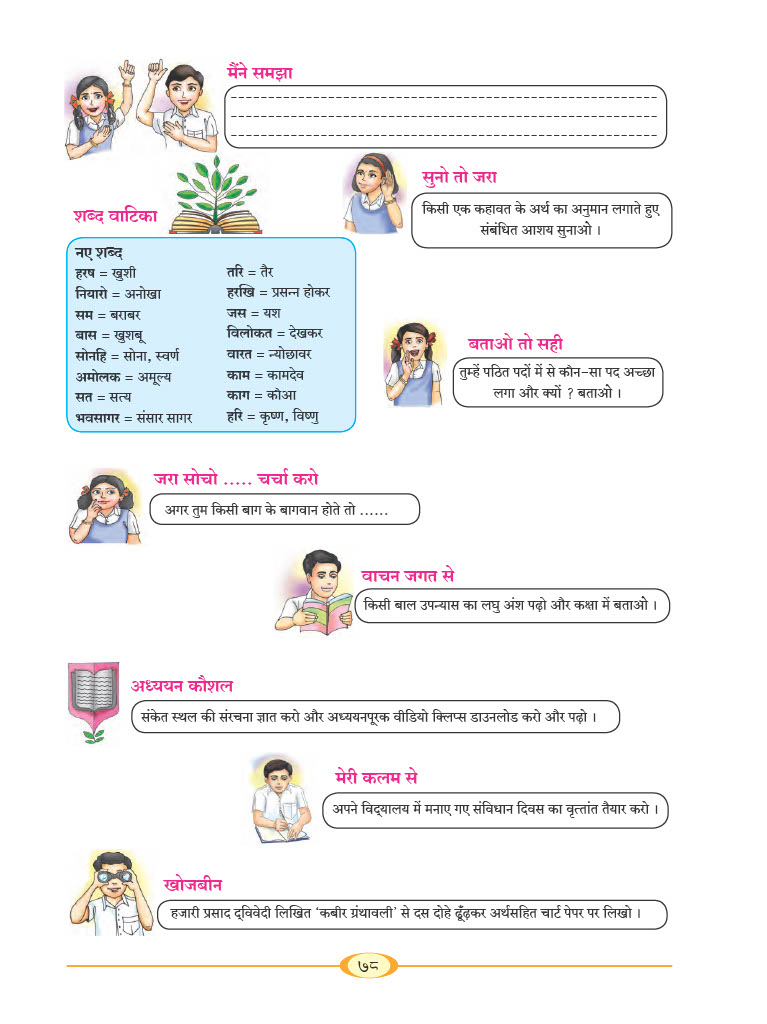 मैंने समझा
सुनो तो जरा
किसी एक कहावत के अर्थ का अनुमान लगाते हुए
संबंधित आशय सुनाओ ।
शब्द वाटिका
नए शब्द
हरष = खुशी
नियारो = अनोखा
सम = बराबर
बास = खुशबू
सोनहि = सोना, स्वर्ण
अमोलक = अमूल्य
सत = सत्य
भवसागर = संसार सागर
तरि = तैर
हरखि = प्रसन्न होकर
जस = यश
विलोकत = देखकर
वारत = न्योछावर
काम = कामदेव
काग = कौआ
हरि = कृष्ण, विष्णु
बताओ तो सही
तुम्हें पठित पदों में से कौन-सा पद अच्छा
लगा और क्यों ? बताओ ।
जरा सोचो ..... चर्चा करो
अगर तुम किसी बाग के बागवान होते तो ......
वाचन जगत से
किसी बाल उपन्यास का लघु अंश पढ़ो और कक्षा में बताओ ।
अध्ययन कौशल
संकेत स्थल की संरचना ज्ञात करो और अध्ययनपूरक वीडियो क्लिप्स डाउनलोड करो और पढ़ो ।
मेरी कलम से
अपने विद्यालय में मनाए गए संविधान दिवस का वृत्तांत तैयार करो ।
खोजबीन
हजारी प्रसाद द्विवेदी लिखित ‘कबीर ग्रंथावली’ से दस दोहे ढूँढ़कर अर्थसहित चार्ट पेपर पर लिखो ।
७८